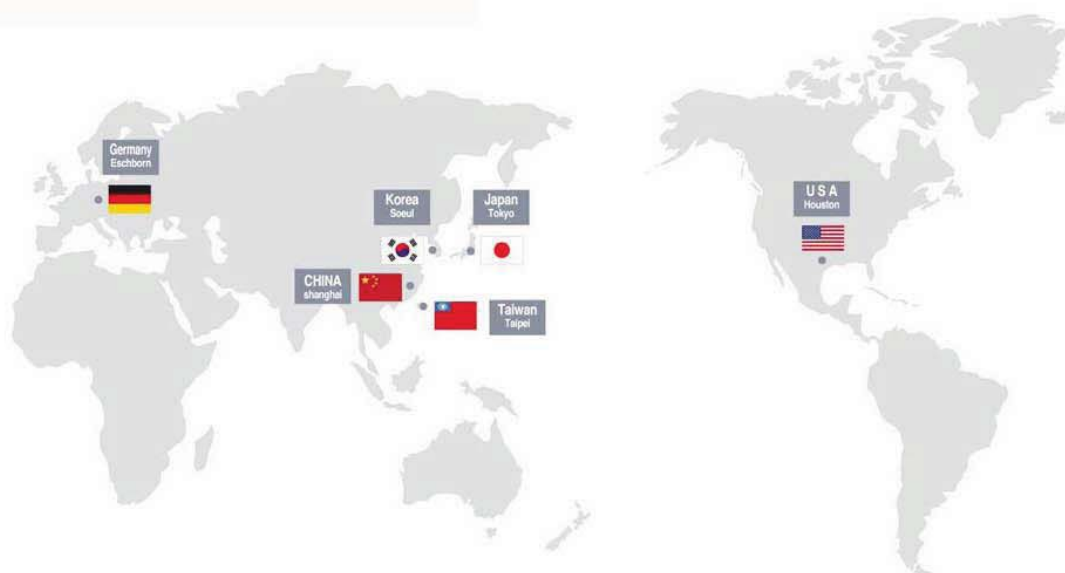 Germany
Eschborn
Korea
Soeul
Japan
Tokyo
USA
Houston
CHINA
shanghai
Taiwan
Taipei